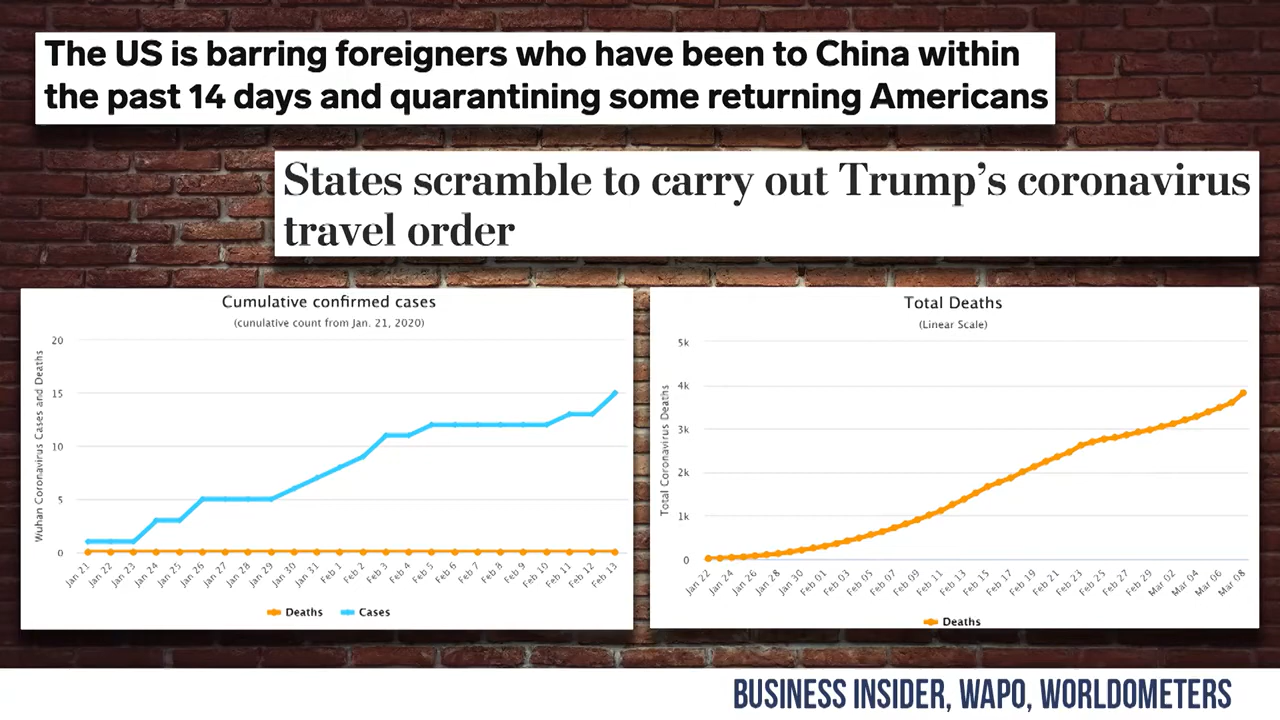 The US is barring foreigners who have been to China within
the past 14 days and quarantining some returning Americans
States scramble to carry out Trump's coronavirus
travel order
Cumulative confirmed cases
(cunulative count from Jan. 21, 2020)
Wuhan Coronavirus Cases and Deaths
20
15
10
5
0
Jan 21
Jan 22
Jan 23
Jan 24
Jan 25
Jan 26
Jan 27
Jan 28
Jan 29
Jan 30
Jan 31
Feb 1
Feb 2
Feb 3
Feb 4
Feb 5
Feb 6
Feb 7
Feb 8
Feb 9
Feb 10
Feb 11
Feb 12
Feb 13
Deaths Cases
Total Deaths
(Linear Scale)
Total Coronavirus Deaths
5k
4k
3k
2k
1k
0
Jan 22
Jan 24
Jan 26
Jan 28
Jan 30
Feb 01
Feb 03
Feb 05
Feb 07
Feb 09
Feb 11
Feb 13
Feb 15
Feb 17
Feb 19
Feb 21
Feb 23
Feb 25
Feb 27
Feb 29
Mar 02
Mar 04
Mar 06
Mar 08
Deaths
BUSINESS INSIDER, WAPO, WORLDOMETERS